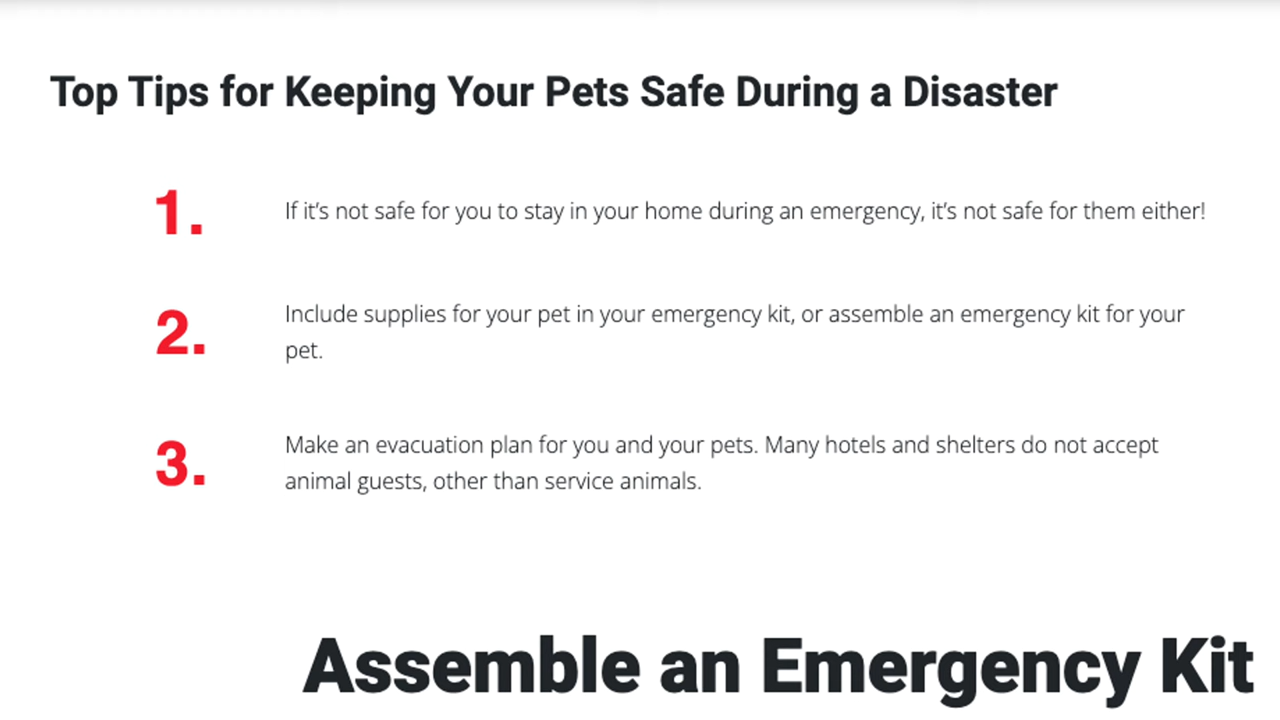 Top Tips for Keeping Your Pets Safe During a Disaster
1.
If it’s not safe for you to stay in your home during an emergency, it’s not safe for them either!
2.
Include supplies for your pet in your emergency kit, or assemble an emergency kit for your
pet.
3.
Make an evacuation plan for you and your pets. Many hotels and shelters do not accept
animal guests, other than service animals.
Assemble an Emergency Kit